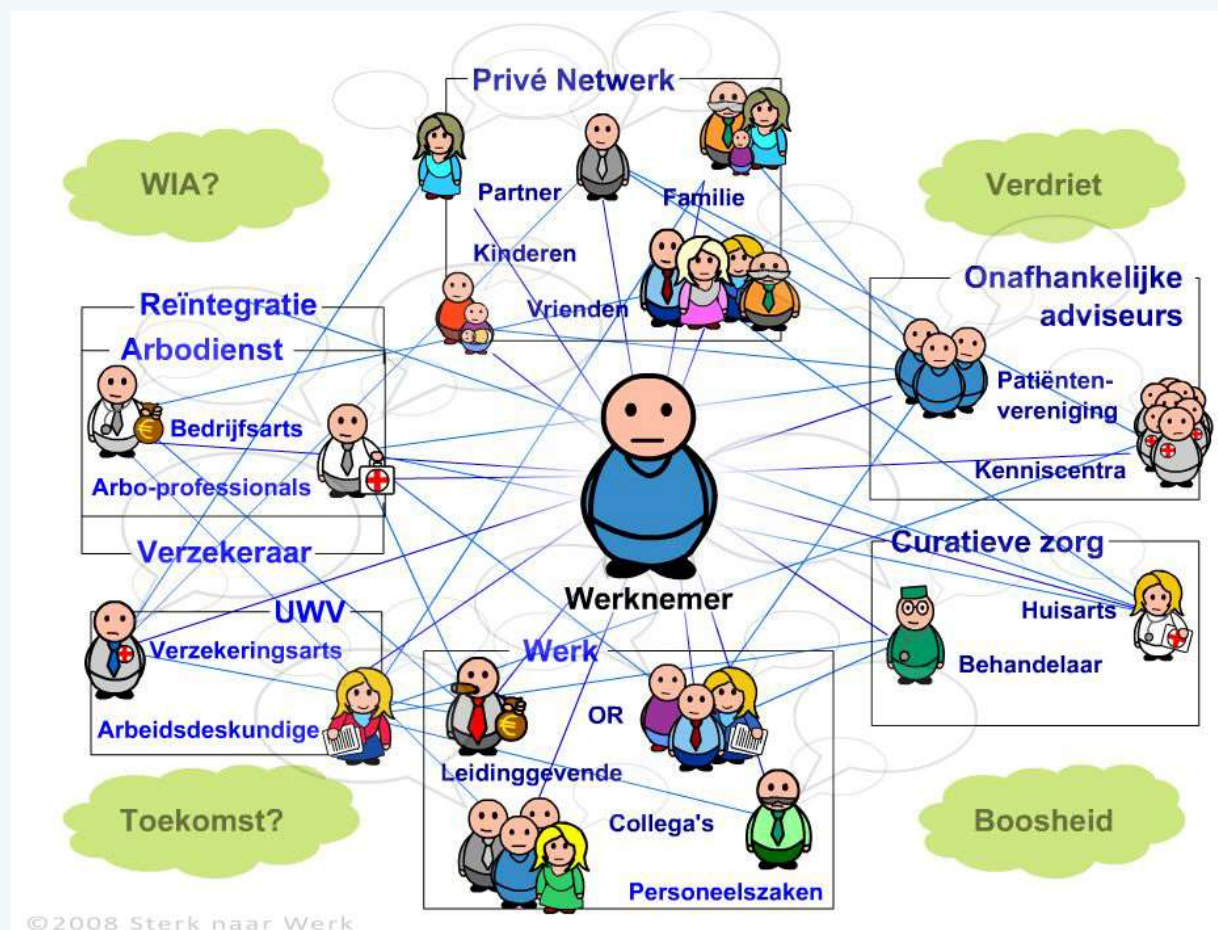 Privé Netwerk
WIA?
Verdriet
Partner
Familie
Kinderen
Vrienden
Reïntegratie
Arbodienst
Bedrijfsarts
Arbo-professionals
Verzekeraar
Onafhankelijke
adviseurs
Patiënten-
vereniging
Kenniscentra
Werknemer
UWV
Verzekeringsarts
Arbeidsdeskundige
Werk
OR
Leidinggevende
Collega's
Personeelszaken
Curatieve zorg
Huisarts
Behandelaar
Toekomst?
Boosheid
©2008 Sterk naar Werk